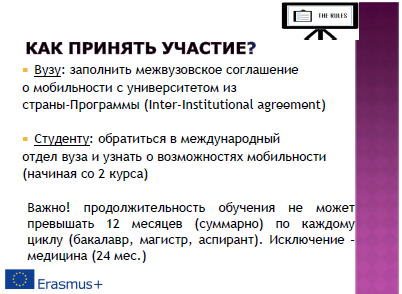 THE RULES
КАК ПРИНЯТЬ УЧАСТИЕ?
Вузу: заполнить межвузовское соглашение
о мобильности с университетом из
страны-Программы (Inter-Institutional agreement)
Студенту: обратиться в международный
отдел вуза и узнать о возможностях мобильности
(начиная со 2 курса)
Важно! продолжительность обучения не может
превышать 12 месяцев (суммарно) по каждому
циклу (бакалавр, магистр, аспирант). Исключение -
медицина (24 мес.)
Erasmus+